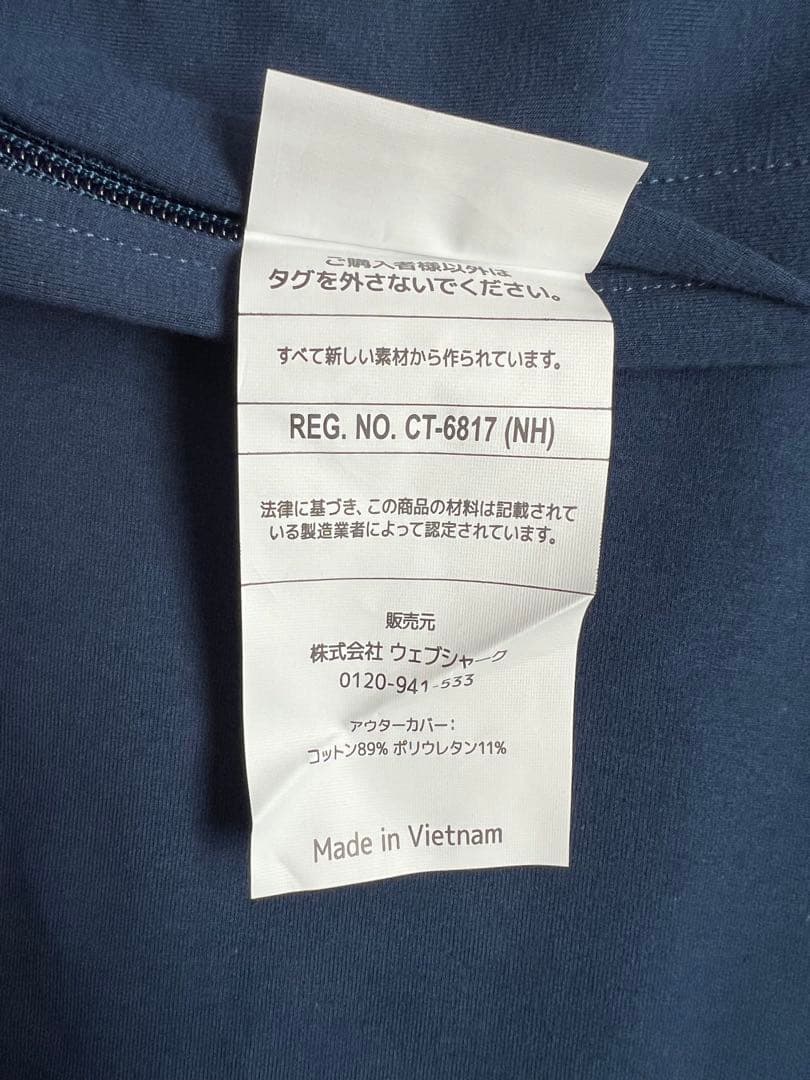 ご購入者様以外は
タグを外さないでください。
すべて新しい素材から作られています。
REG. NO. CT-6817 (NH)
法律に基づき、この商品の材料は記載されて
いる製造業者によって認定されています。
販売元
株式会社 ウェブシャーク
0120-941-533
アウターカバー：
コットン89% ポリウレタン11%
Made in Vietnam